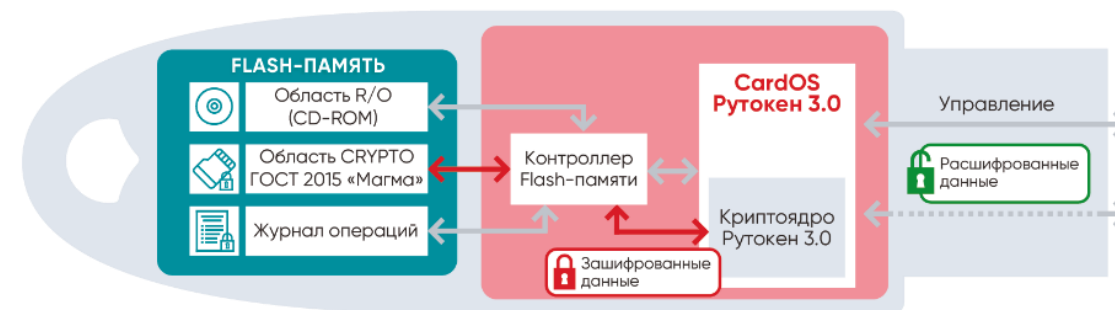 FLASH-ПАМЯТЬ
Область R/O
(CD-ROM)
Область CRYPTO
ГОСТ 2015 «Магма»
Журнал операций
Контроллер
Flash-памяти
Зашифрованные
данные
CardOS
Рутокен 3.0
Криптоядро
Рутокен 3.0
Управление
Расшифрованные
данные